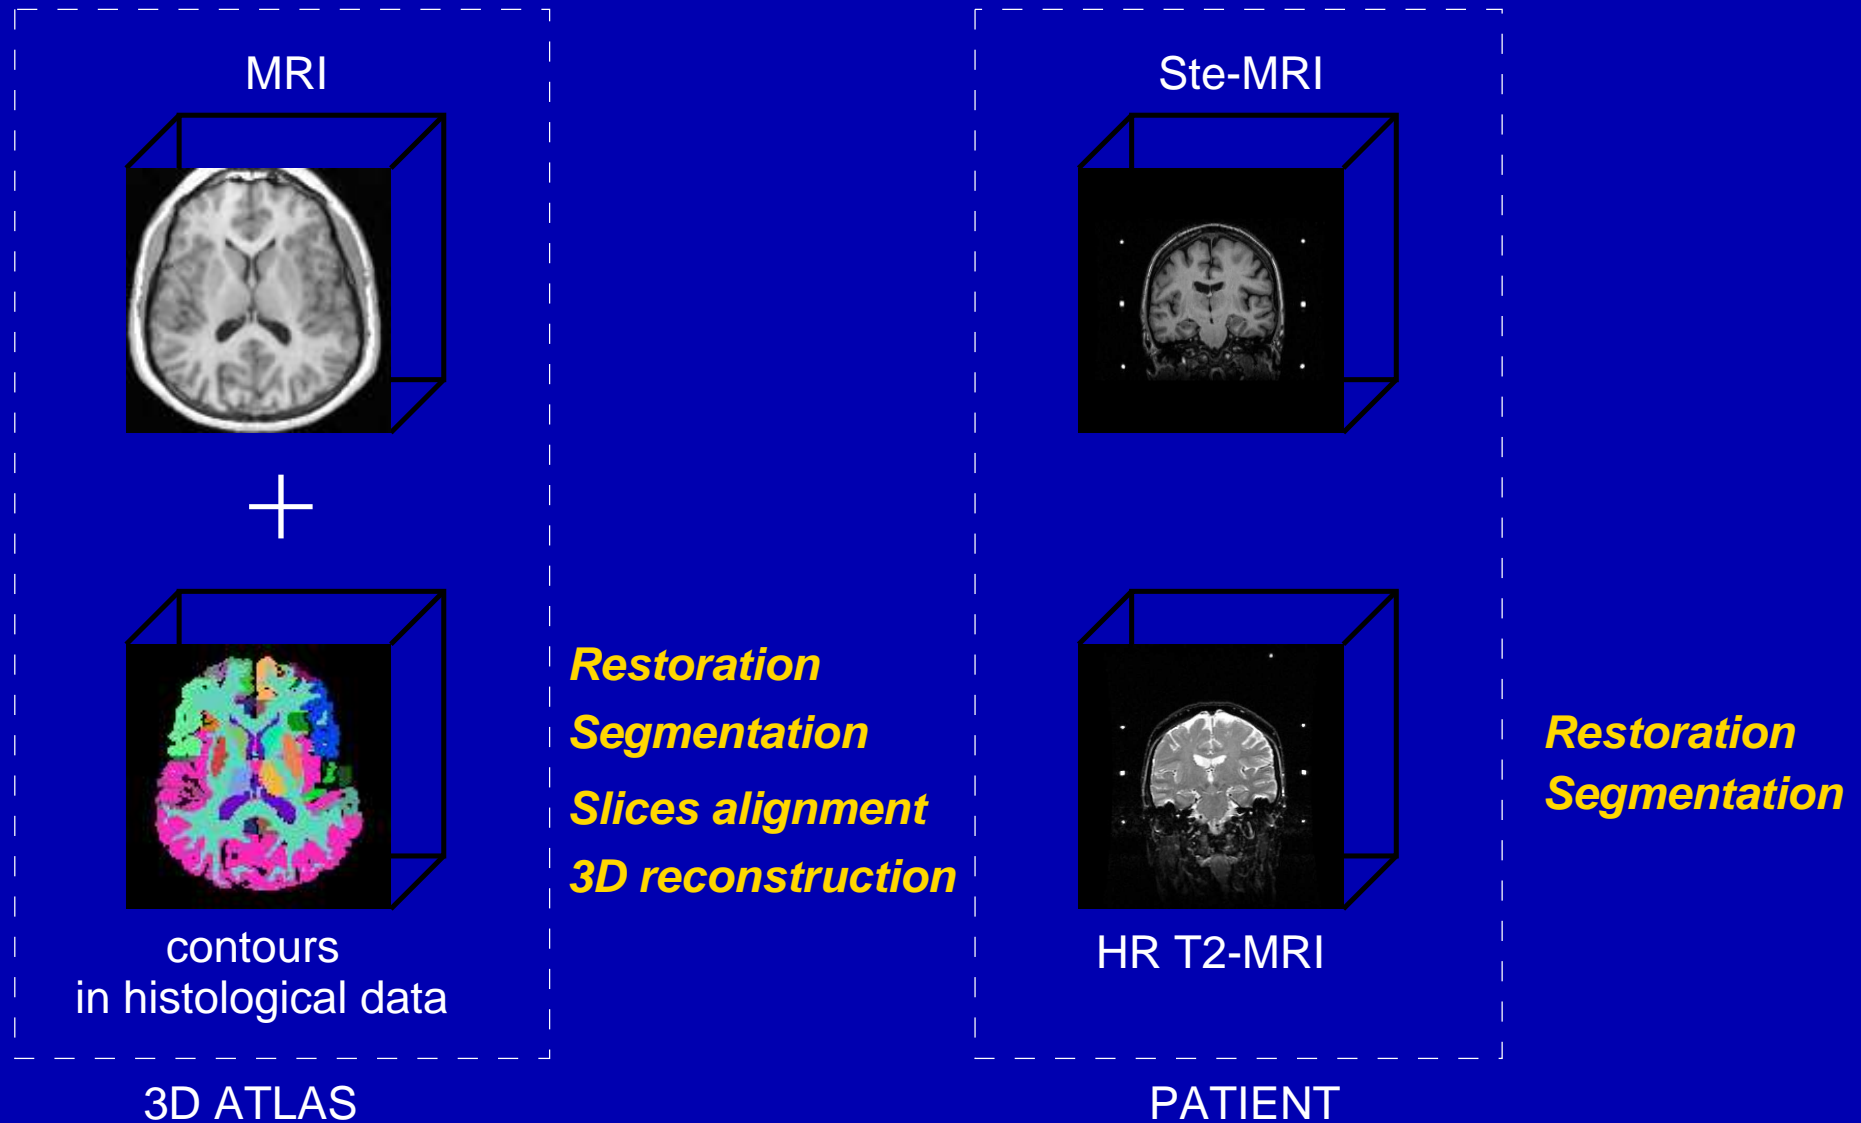 MRI
+
contours
in histological data
3D ATLAS
Restoration
Segmentation
Slices alignment
3D reconstruction
Ste-MRI
HR T2-MRI
PATIENT
Restoration
Segmentation